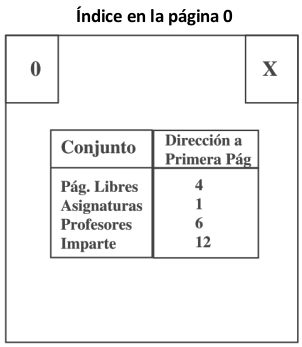 Índice en la página 0
0 X
Conjunto Dirección a
Primera Pág
Pág. Libres 4
Asignaturas 1
Profesores 6
Imparte 12